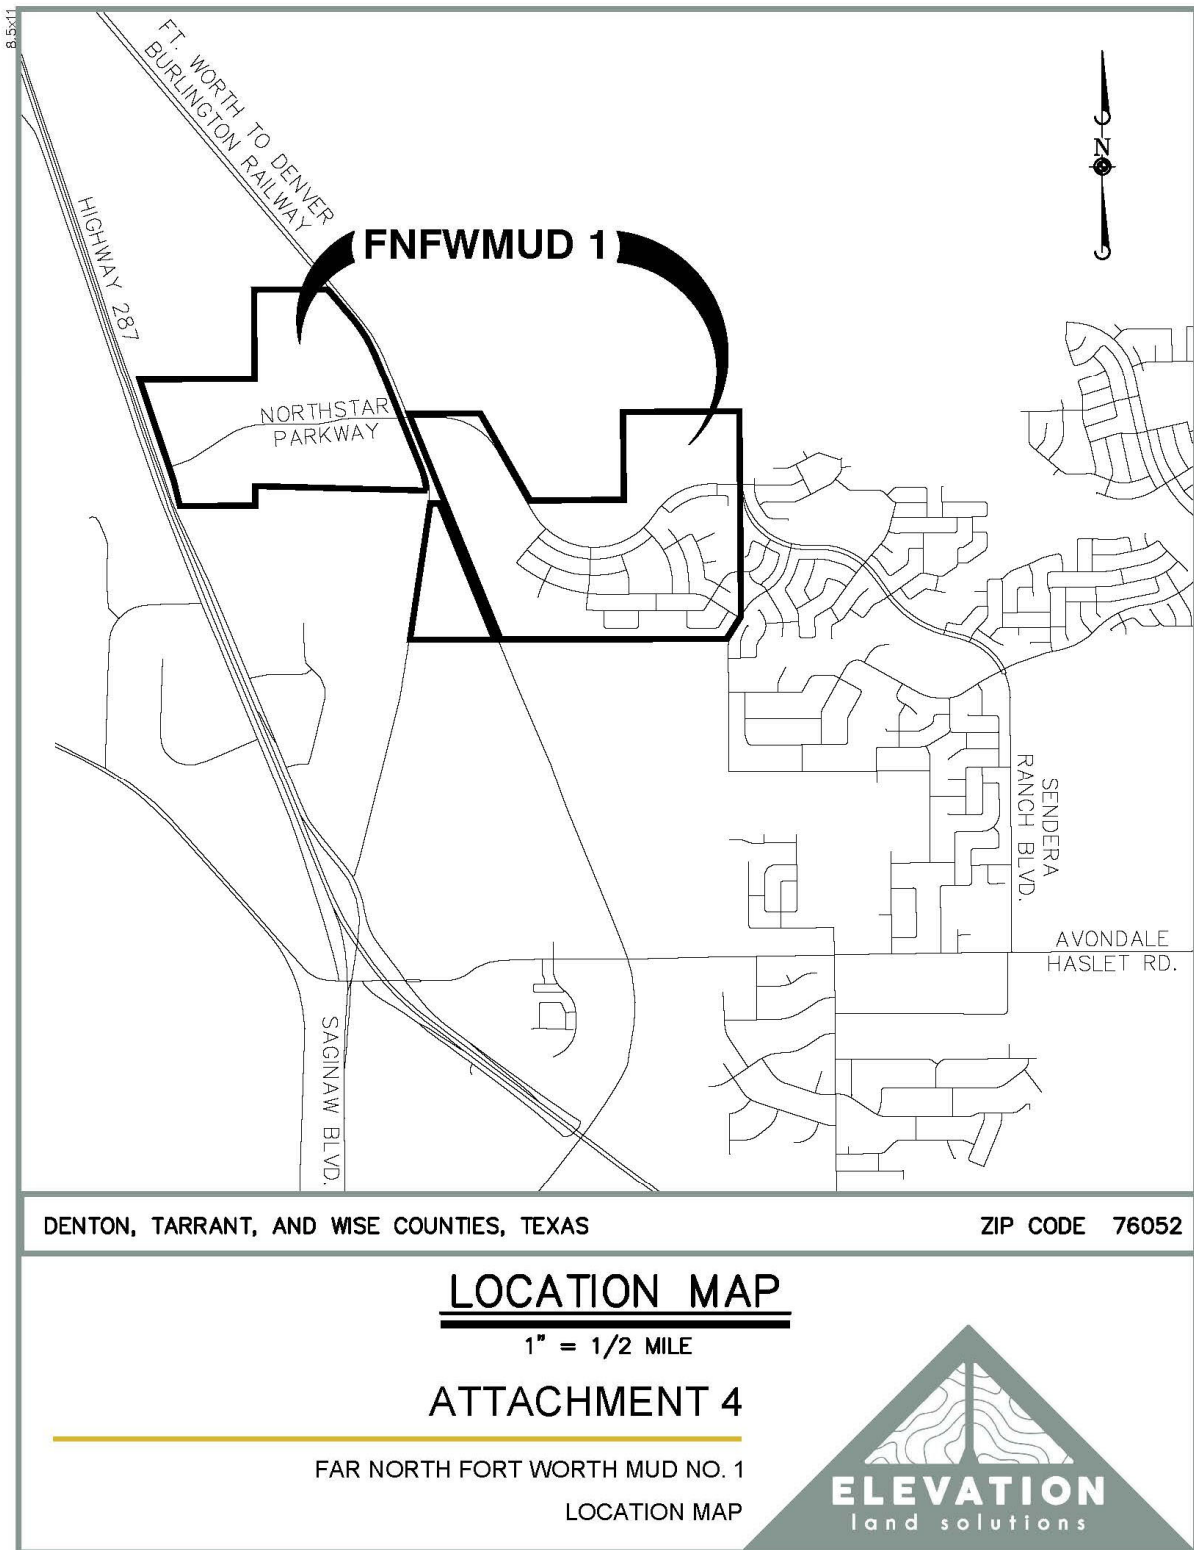 8.5x11
FT. WORTH TO DENVER
BURLINGTON RAILWAY
N
HIGHWAY 287
FNFWMUD 1
NORTHSTAR
PARKWAY
SENDERA
RANCH BLVD.
AVONDALE
HASLET RD.
SAGINAW BLVD.
DENTON, TARRANT, AND WISE COUNTIES, TEXAS
ZIP CODE 76052
LOCATION MAP
1" = 1/2 MILE
ATTACHMENT 4
FAR NORTH FORT WORTH MUD NO. 1
LOCATION MAP
ELEVATION
land solutions